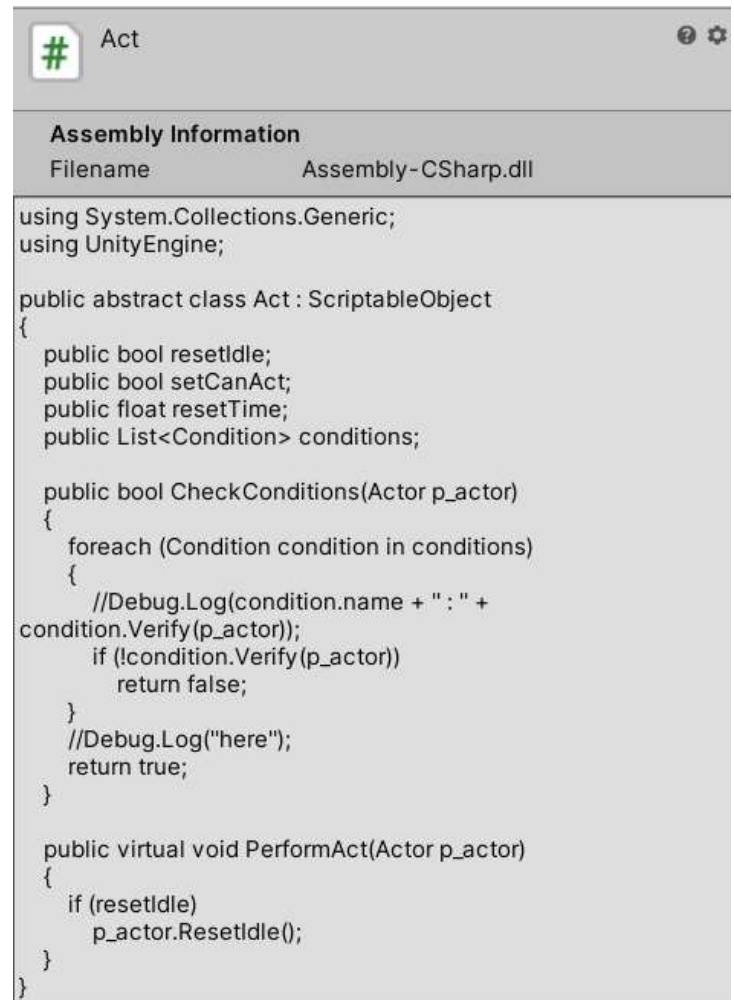 #
Act
Assembly Information
Filename Assembly-CSharp.dll
using System.Collections.Generic;
using UnityEngine;
public abstract class Act : ScriptableObject
{
public bool resetIdle;
public bool setCanAct;
public float resetTime;
public List<Condition> conditions;
public bool CheckConditions(Actor p_actor)
{
foreach (Condition condition in conditions)
{
//Debug.Log(condition.name + " : " +
condition.Verify(p_actor));
if (!condition.Verify(p_actor))
return false;
}
//Debug.Log("here");
return true;
}
public virtual void PerformAct(Actor p_actor)
{
if (resetIdle)
p_actor.ResetIdle();
}
}